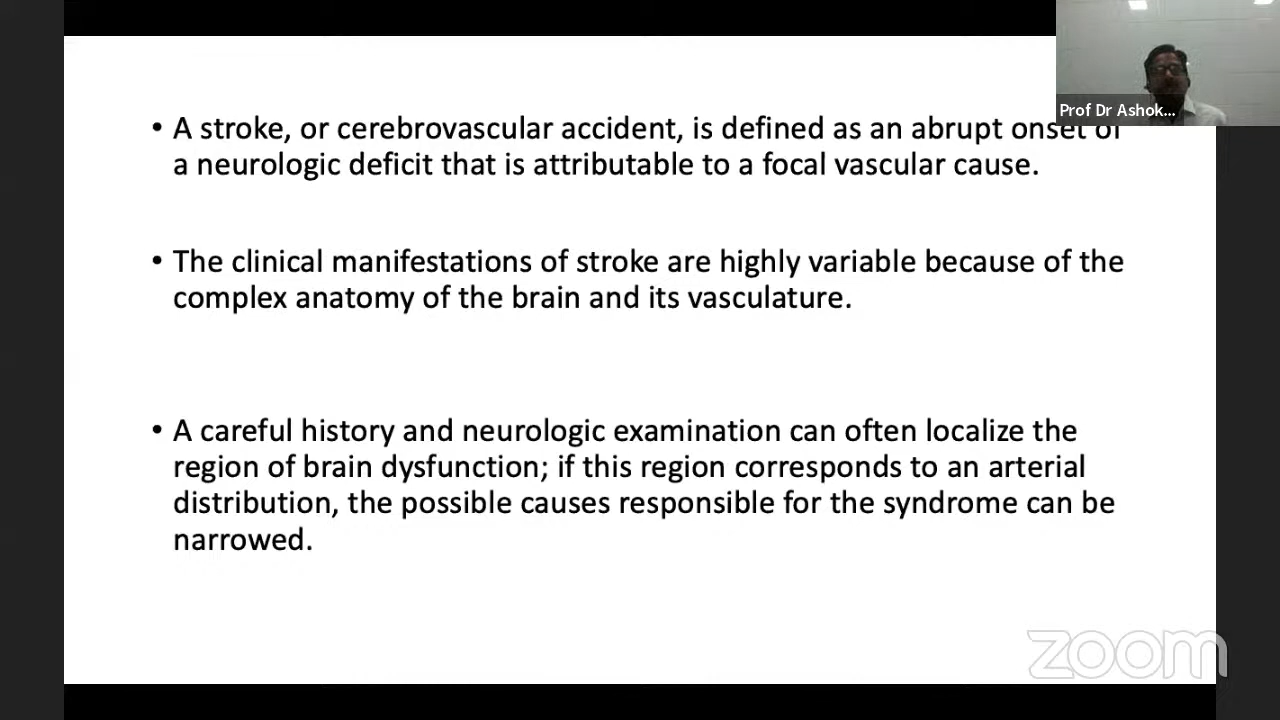 Prof Dr Ashok...
• A stroke, or cerebrovascular accident, is defined as an abrupt onset of
a neurologic deficit that is attributable to a focal vascular cause.
• The clinical manifestations of stroke are highly variable because of the
complex anatomy of the brain and its vasculature.
• A careful history and neurologic examination can often localize the
region of brain dysfunction; if this region corresponds to an arterial
distribution, the possible causes responsible for the syndrome can be
narrowed.
zoom